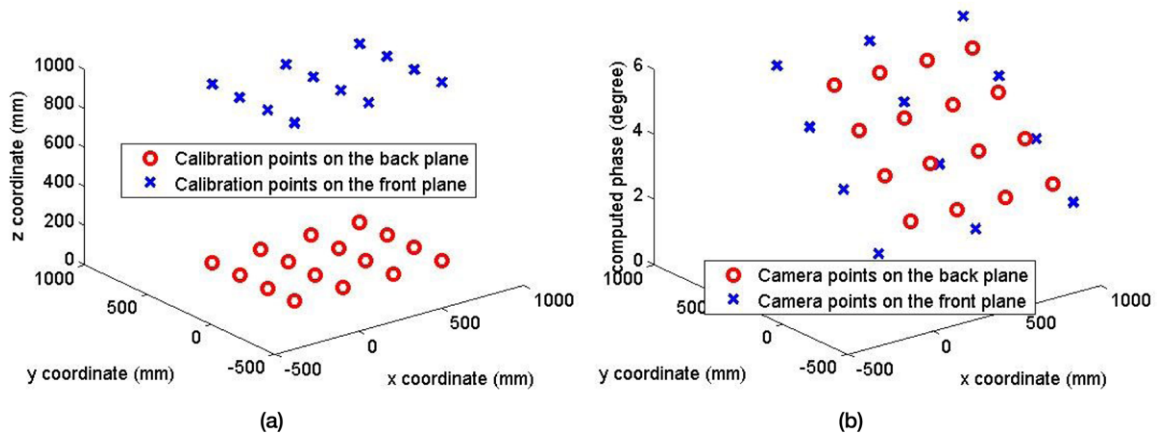 1000
800
600
400
200
0
z coordinate (mm)
Calibration points on the back plane
Calibration points on the front plane
1000
500
0
-500
y coordinate (mm)
-500
0
500
1000
x coordinate (mm)
(a)
6
4
2
0
computed phase (degree)
Camera points on the back plane
Camera points on the front plane
1000
500
0
-500
y coordinate (mm)
-500
0
500
1000
x coordinate (mm)
(b)